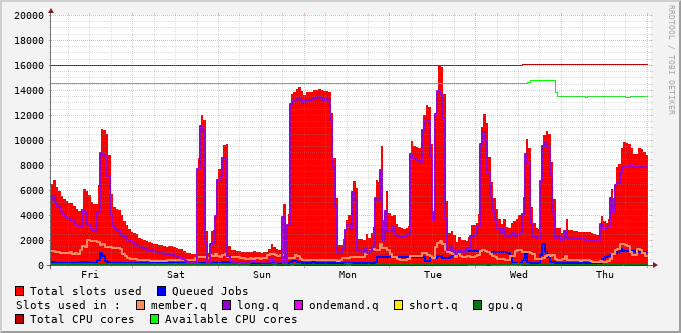 20000
18000
16000
14000
12000
10000
8000
6000
4000
2000
0
Fri Sat Sun Mon Tue Wed Thu
Total slots used Queued Jobs
Slots used in : member.q long.q ondemand.q short.q gpu.q
Total CPU cores Available CPU cores
RRDTOOL / TOBI OETIKER